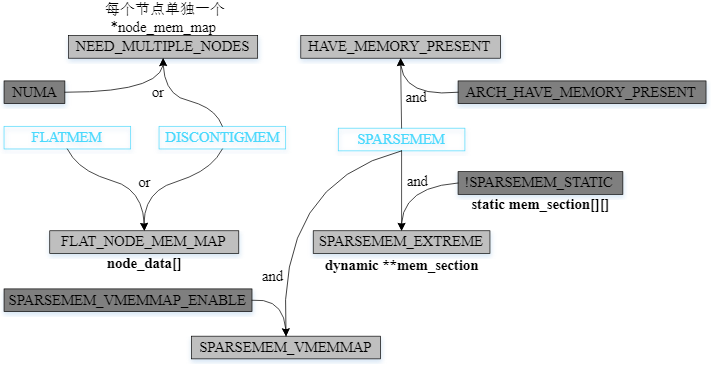 每个节点单独一个
*node_mem_map
NEED_MULTIPLE_NODES
HAVE_MEMORY_PRESENT
NUMA
or
and
ARCH_HAVE_MEMORY_PRESENT
FLATMEM
DISCONTIGMEM
SPARSEMEM
or
and
!SPARSEMEM_STATIC
static mem_section[][]
FLAT_NODE_MEM_MAP
SPARSEMEM_EXTREME
node_data[]
dynamic **mem_section
and
SPARSEMEM_VMEMMAP_ENABLE
SPARSEMEM_VMEMMAP